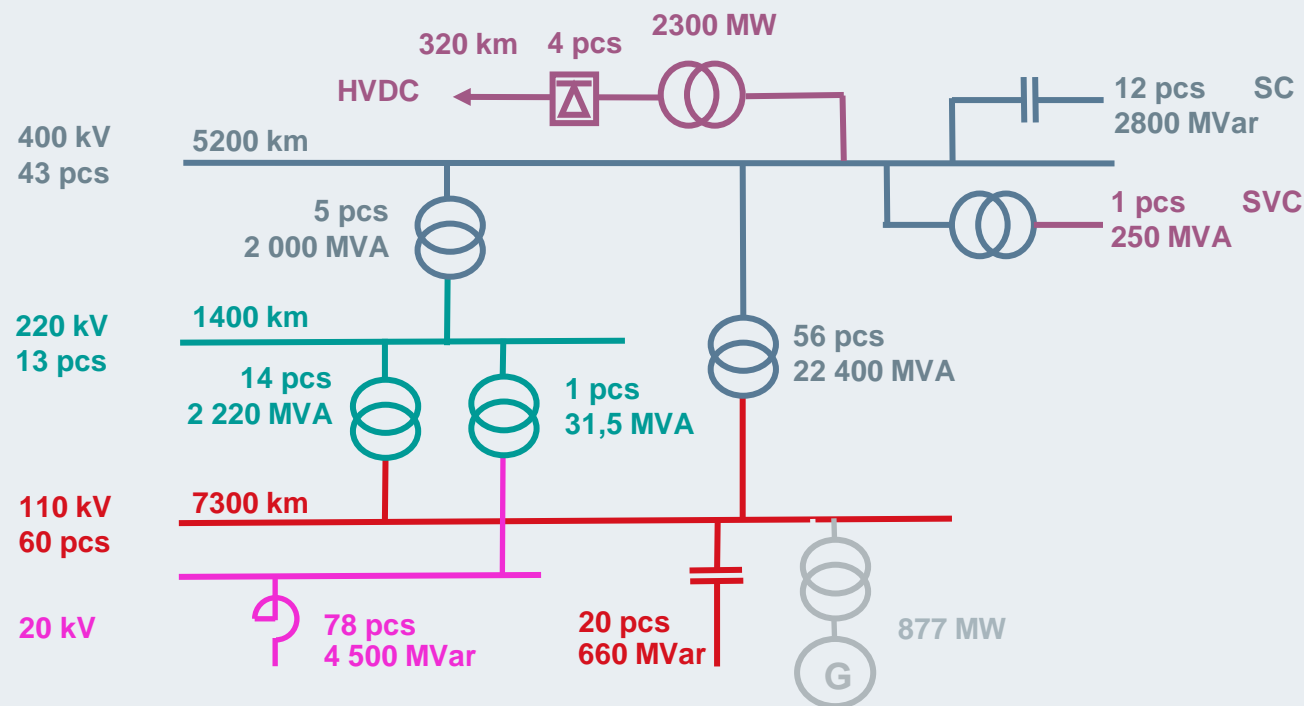 2300 MW
320 km
4 pcs
HVDC
12 pcs SC
2800 MVar
400 kV
43 pcs
5200 km
5 pcs
2 000 MVA
1 pcs SVC
250 MVA
220 kV
13 pcs
1400 km
14 pcs
2 220 MVA
1 pcs
31,5 MVA
56 pcs
22 400 MVA
110 kV
60 pcs
7300 km
20 kV
78 pcs
4 500 MVar
20 pcs
660 MVar
877 MW
G